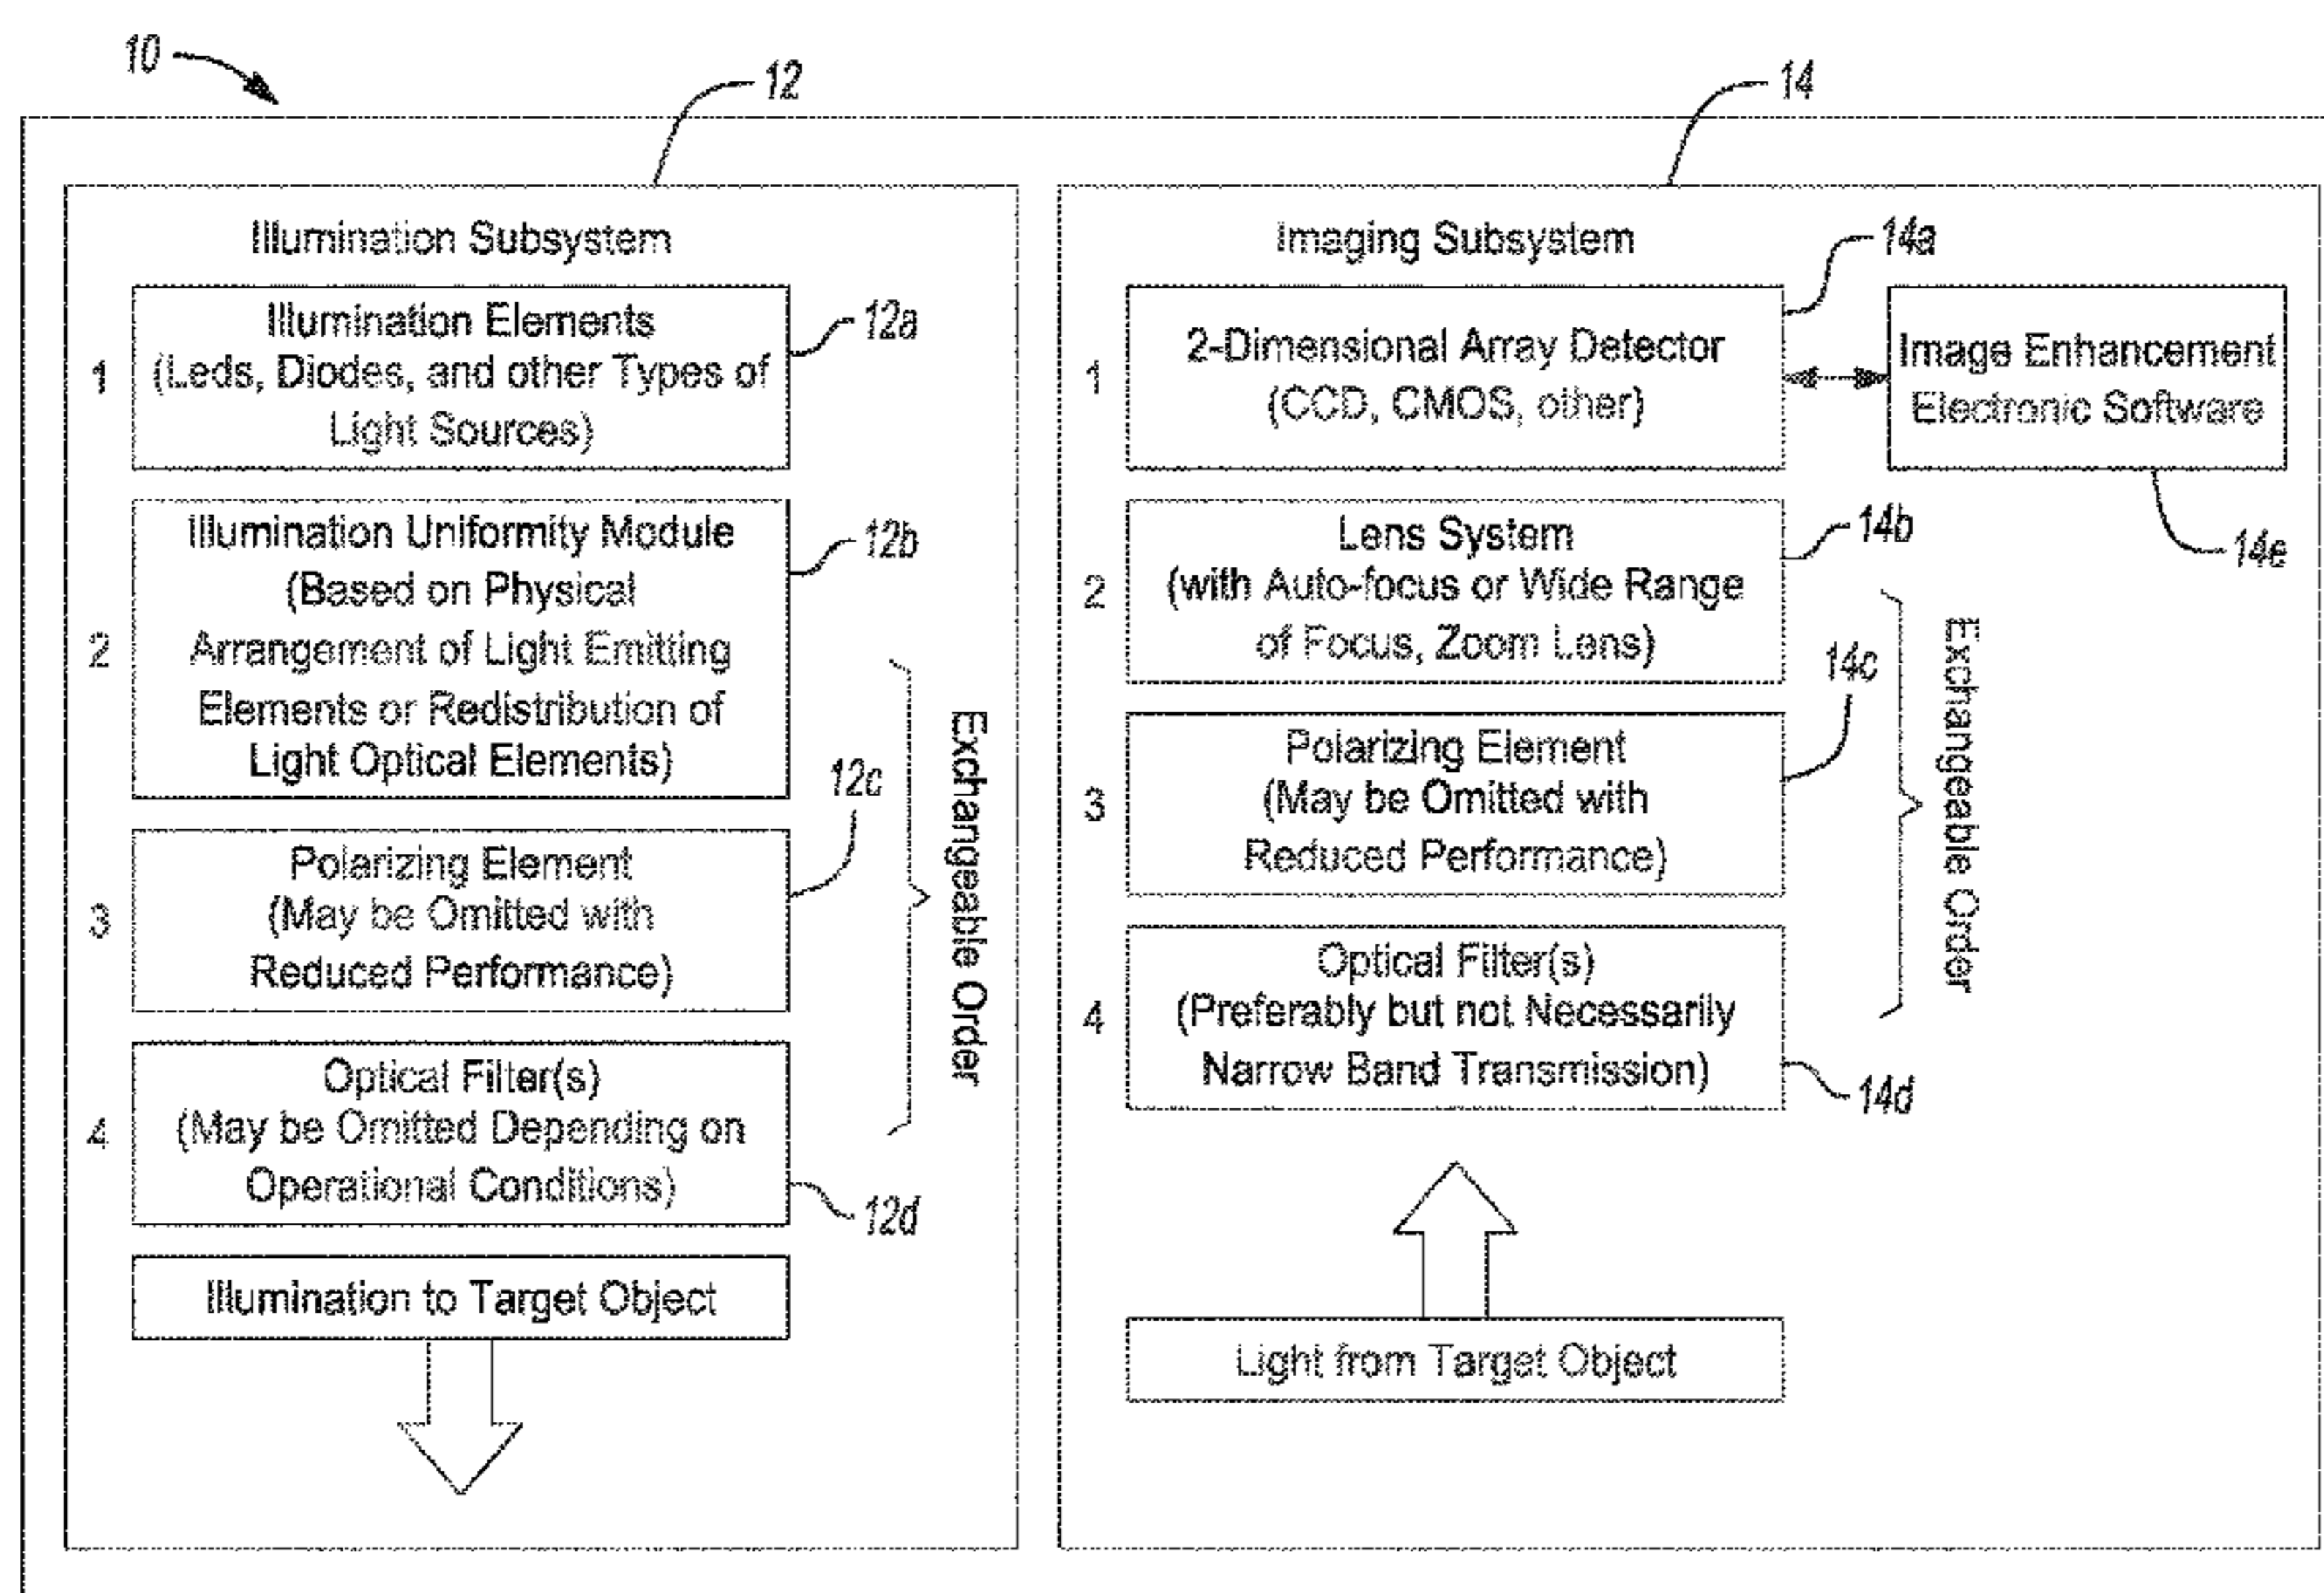 10
12
14
Illumination Subsystem
1
Illumination Elements
(Leds, Diodes, and other Types of
Light Sources)
12a
2
Illumination Uniformity Module
(Based on Physical
Arrangement of Light Emitting
Elements or Redistribution of
Light Optical Elements)
12b
3
Polarizing Element
(May be Omitted with
Reduced Performance)
12c
4
Optical Filter(s)
(May be Omitted Depending on
Operational Conditions)
12d
Exchangeable Order
Illumination to Target Object
Imaging Subsystem
1
2-Dimensional Array Detector
(CCD, CMOS, other)
14a
Image Enhancement
Electronic Software
14e
2
Lens System
(with Auto-focus or Wide Range
of Focus, Zoom Lens)
14b
3
Polarizing Element
(May be Omitted with
Reduced Performance)
14c
4
Optical Filter(s)
(Preferably but not Necessarily
Narrow Band Transmission)
14d
Exchangeable Order
Light from Target Object